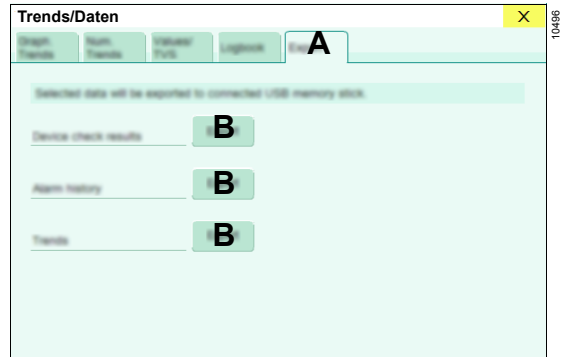 Trends/Daten
X
10496
Graph Trends
Num. Trends
Values/ TVS
Logbook
A
Selected data will be exported to connected USB memory stick.
Device check results
B
Alarm history
B
Trends
B